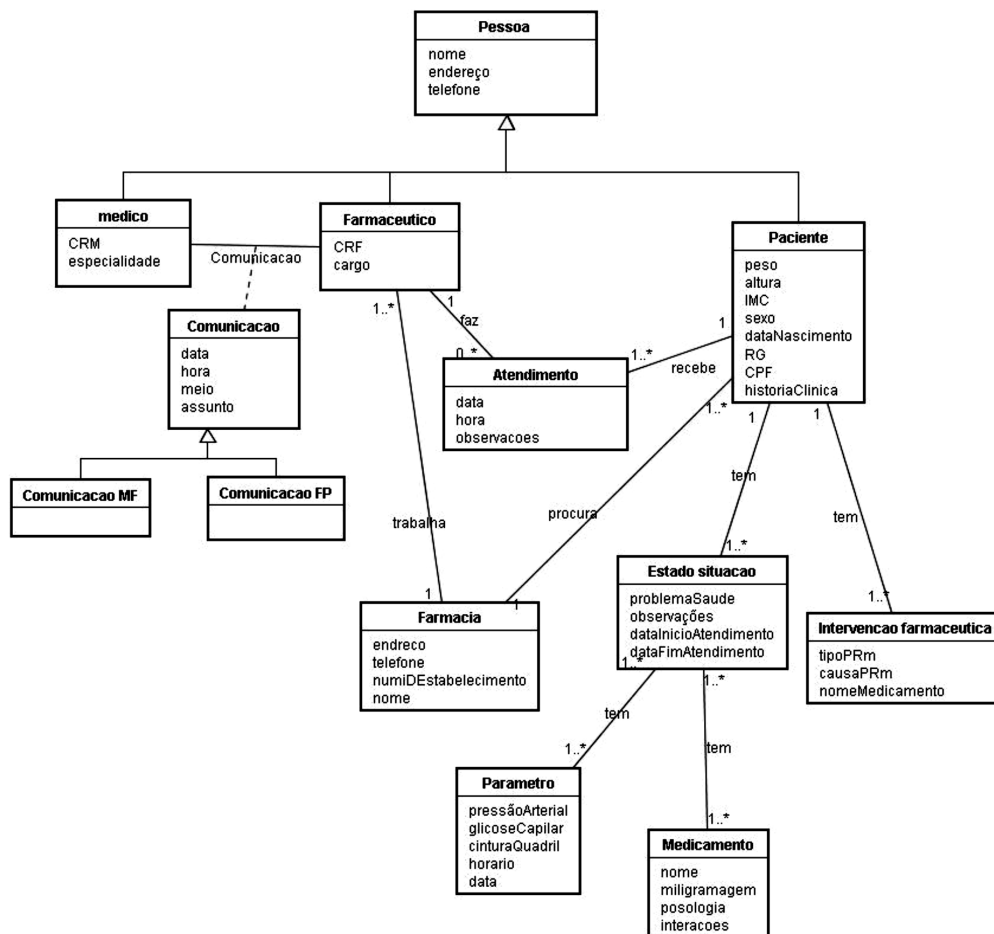 Pessoa
nome
endereço
telefone
medico
CRM
especialidade
Farmaceutico
CRF
cargo
Paciente
peso
altura
IMC
sexo
dataNascimento
RG
CPF
historiaClinica
Comunicacao
Comunicacao
data
hora
meio
assunto
1..*
1
faz
0..*
1
1..*
recebe
Atendimento
data
hora
observacoes
1..*
1
1
Comunicacao MF
Comunicacao FP
trabalha
procura
tem
tem
1
1
1..*
1..*
Farmacia
endreco
telefone
numiDEstabelecimento
nome
Estado situacao
problemaSaude
observações
dataInicioAtendimento
dataFimAtendimento
Intervencao farmaceutica
tipoPRm
causaPRm
nomeMedicamento
1..*
1..*
tem
tem
1..*
1..*
Parametro
pressãoArterial
glicoseCapilar
cinturaQuadril
horario
data
Medicamento
nome
miligramagem
posologia
interacoes